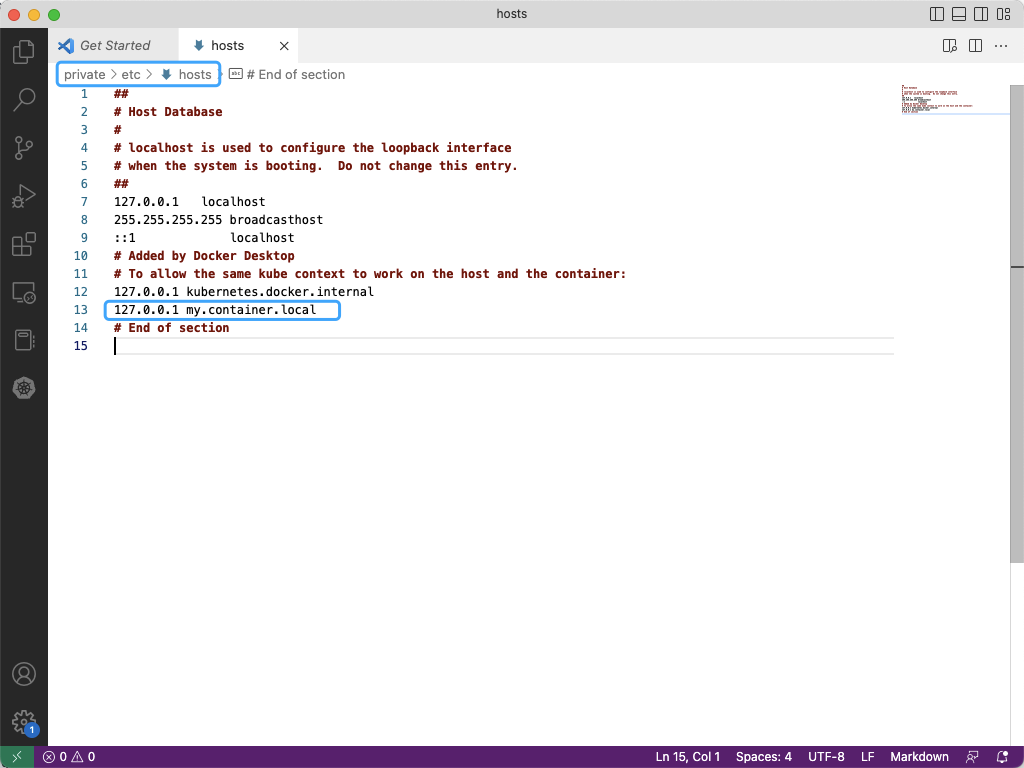 hosts
Get Started
hosts
private > etc > hosts # End of section
1 ##
2 # Host Database
3 #
4 # localhost is used to configure the loopback interface
5 # when the system is booting.  Do not change this entry.
6 ##
7 127.0.0.1   localhost
8 255.255.255.255 broadcasthost
9 ::1             localhost
10 # Added by Docker Desktop
11 # To allow the same kube context to work on the host and the container:
12 127.0.0.1 kubernetes.docker.internal
13 127.0.0.1 my.container.local
14 # End of section
15
1
0 0 Ln 15, Col 1 Spaces: 4 UTF-8 LF Markdown